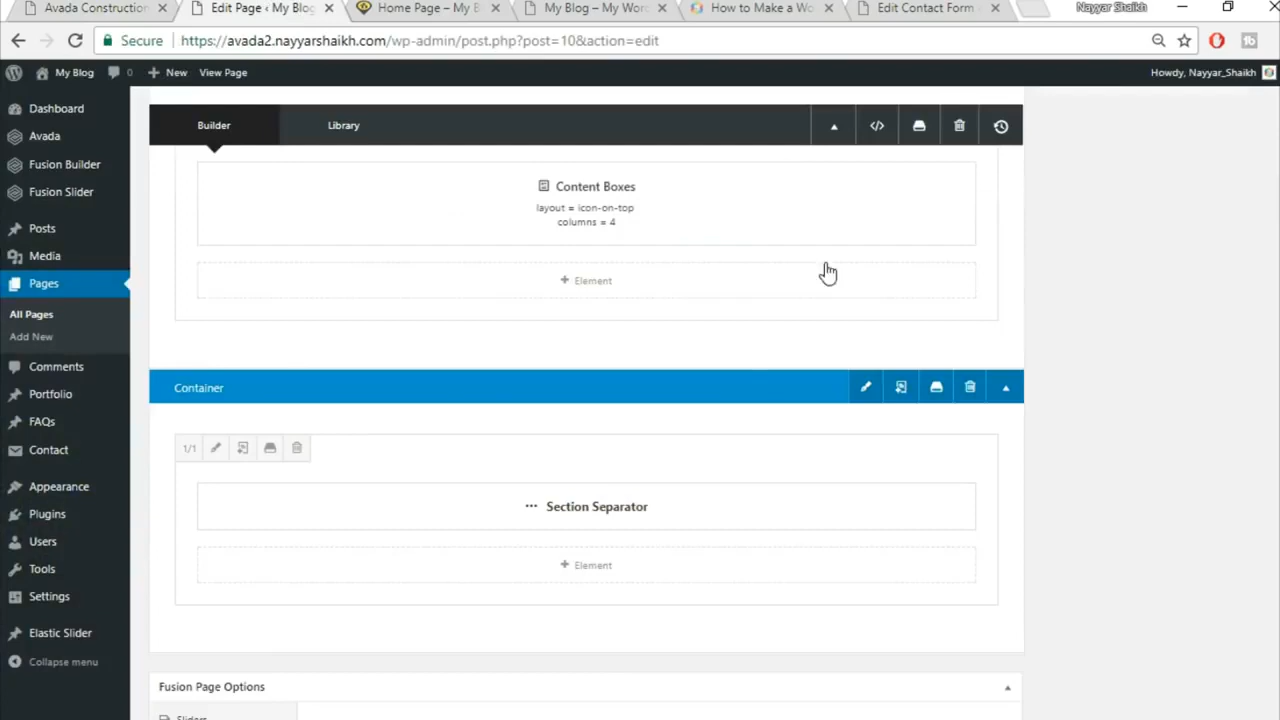 Avada Construction
Edit Page ‹ My Blog
Home Page – My B
My Blog – My Wor
How to Make a Wo
Edit Contact Form
Nayyar Shaikh
Secure
https://avada2.nayyarshaikh.com/wp-admin/post.php?post=10&action=edit
My Blog
0
New
View Page
Howdy, Nayyar_Shaikh
Dashboard
Avada
Fusion Builder
Fusion Slider
Posts
Media
Pages
All Pages
Add New
Comments
Portfolio
FAQs
Contact
Appearance
Plugins
Users
Tools
Settings
Elastic Slider
Collapse menu
Builder
Library
Content Boxes
layout = icon-on-top
columns = 4
+ Element
Container
1/1
Section Separator
+ Element
Fusion Page Options
Sliders